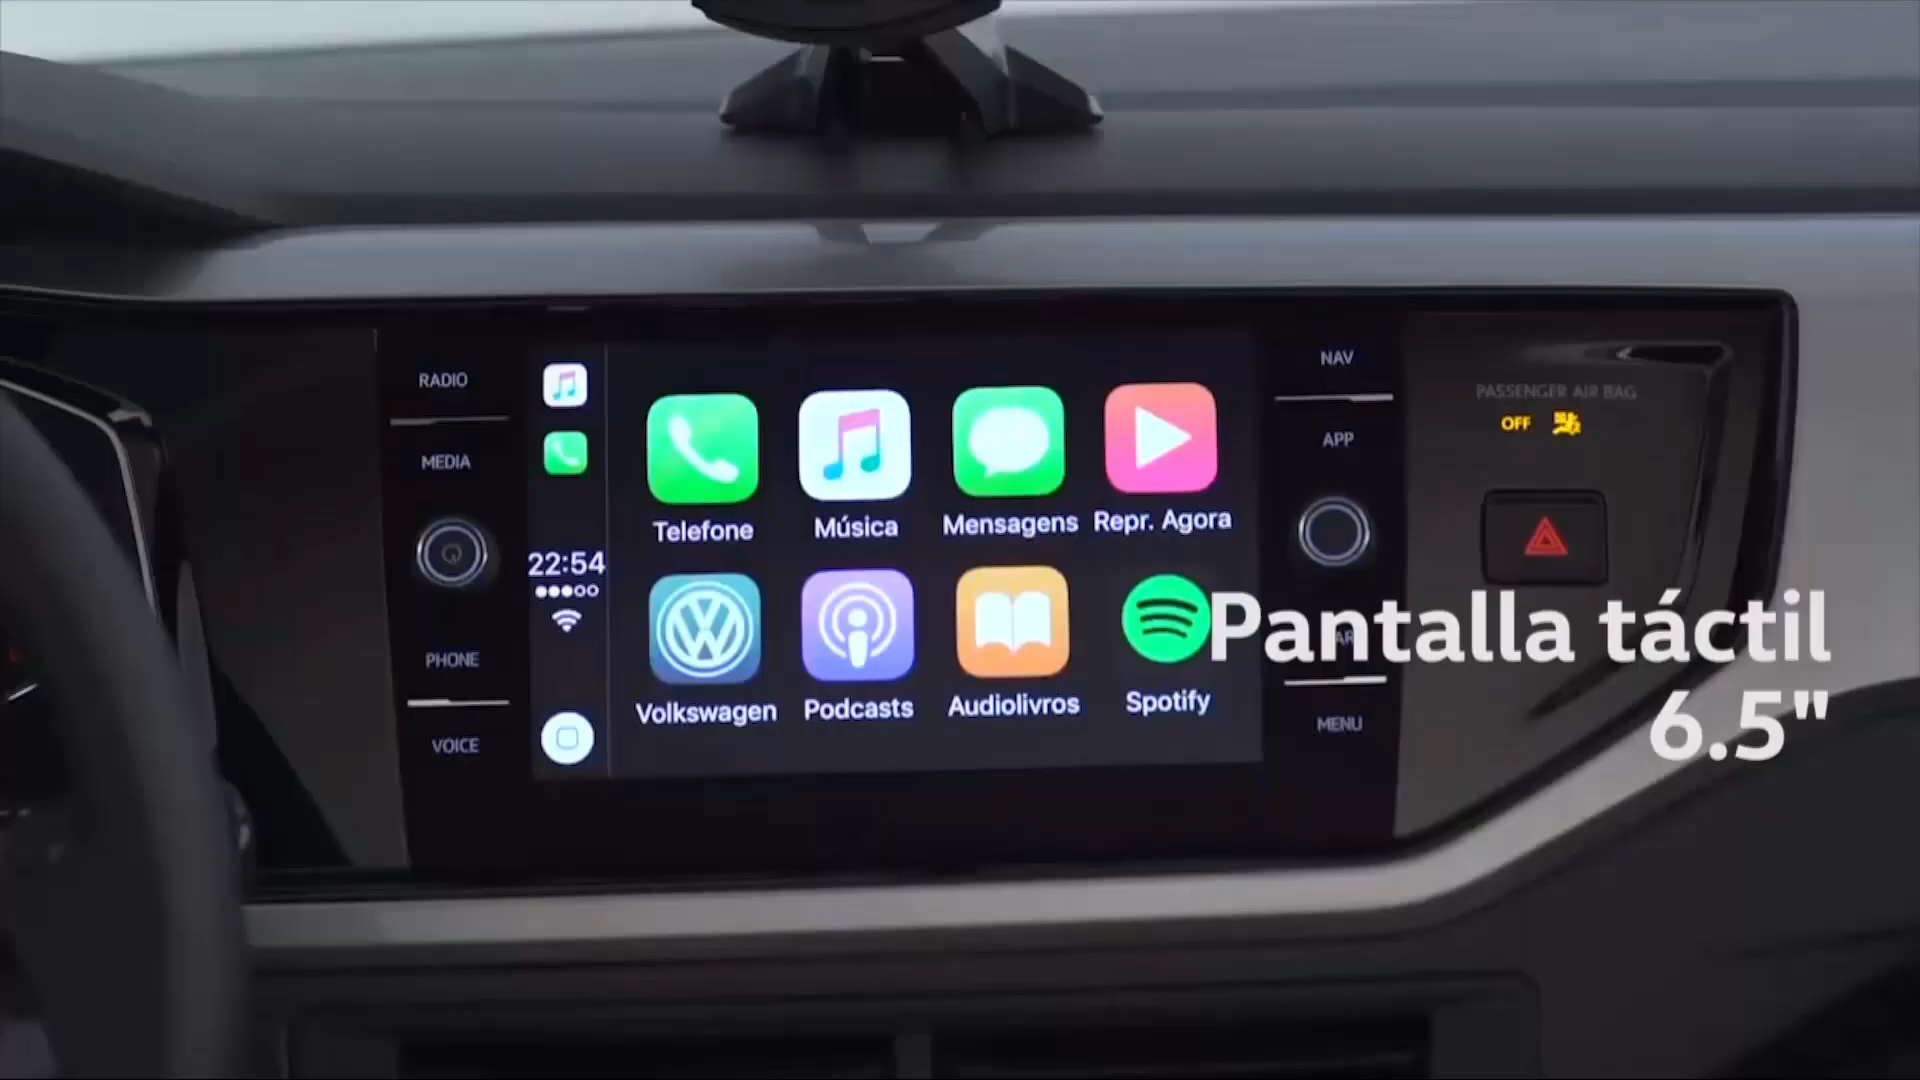 RADIO
MEDIA
PHONE
VOICE
22:54
Telefone
Música
Mensagens
Repr. Agora
Volkswagen
Podcasts
Audiolivros
Spotify
NAV
APP
MENU
PASSENGER AIR BAG
OFF
Pantalla táctil
6.5"